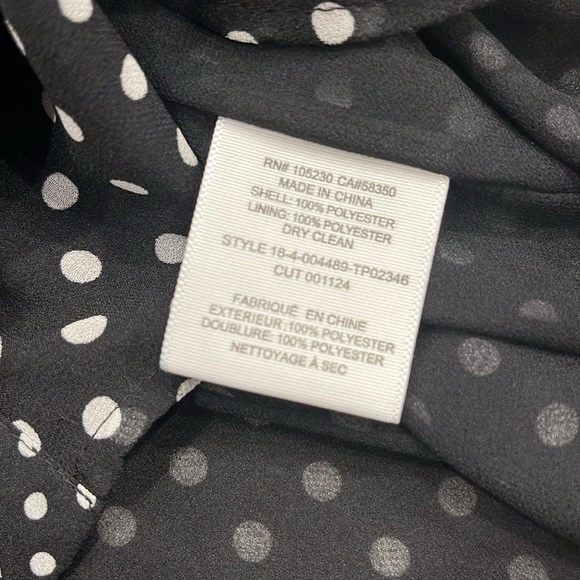 RN# 105230 CA#58350
MADE IN CHINA
SHELL: 100% POLYESTER
LINING: 100% POLYESTER
DRY CLEAN
STYLE 18-4-004489-TP02346
CUT 001124
FABRIQUÉ EN CHINE
EXTERIEUR: 100% POLYESTER
DOUBLURE: 100% POLYESTER
NETTOYAGE À SEC